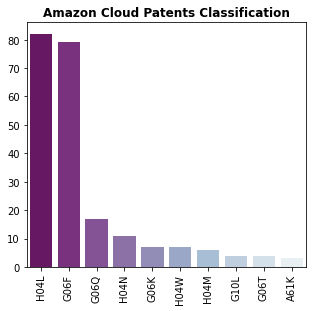 Amazon Cloud Patents Classification
80
70
60
50
40
30
20
10
0
H04L
G06F
G06Q
H04N
G06K
H04W
H04M
G10L
G06T
A61K